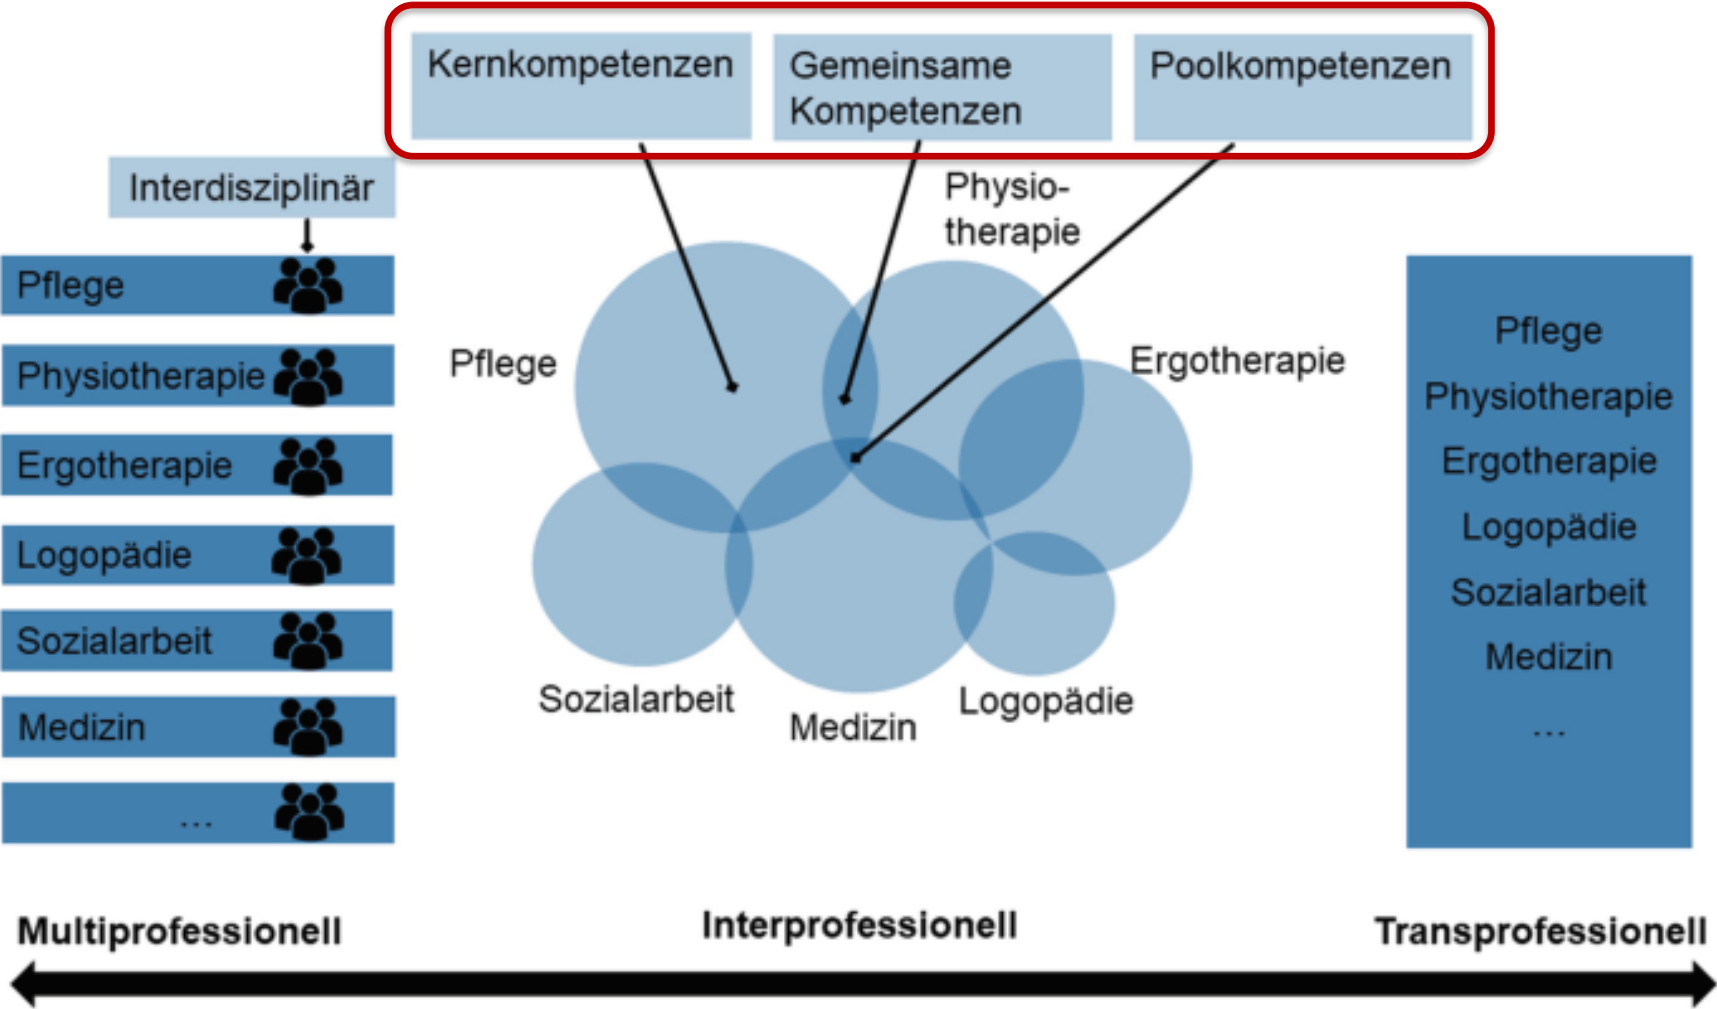 Kernkompetenzen
Gemeinsame
Kompetenzen
Poolkompetenzen
Interdisziplinär
Pflege
Physiotherapie
Ergotherapie
Logopädie
Sozialarbeit
Medizin
...
Physio-
therapie
Pflege
Ergotherapie
Sozialarbeit
Medizin
Logopädie
Pflege
Physiotherapie
Ergotherapie
Logopädie
Sozialarbeit
Medizin
...
Multiprofessionell
Interprofessionell
Transprofessionell